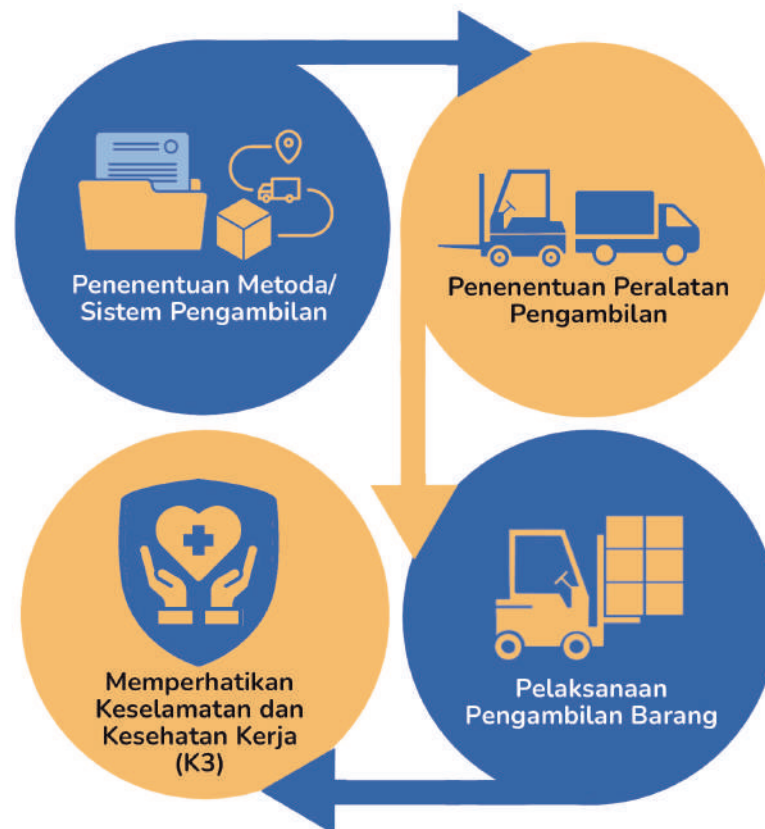 Penenentuan Metoda/
Sistem Pengambilan
Penenentuan Peralatan
Pengambilan
Pelaksanaan
Pengambilan Barang
Memperhatikan
Keselamatan dan
Kesehatan Kerja
(K3)